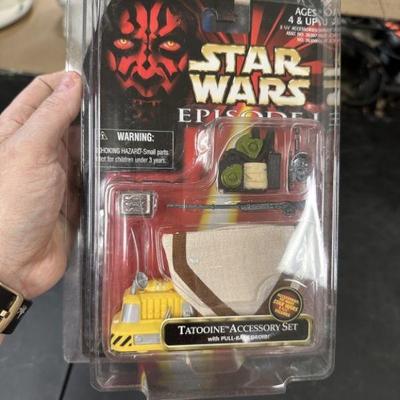 AGES
4 & UP
STAR
WARS
EPISODE I
WARNING:
CHOKING HAZARD-Small parts
not for children under 3 years.
TATOOINE™ ACCESSORY SET
with PULL-BACK DROID!